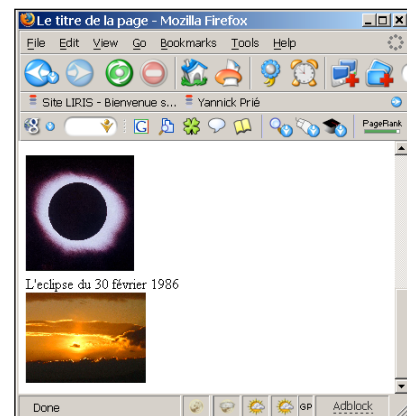 Le titre de la page - Mozilla Firefox
File Edit View Go Bookmarks Tools Help
Site LIRIS - Bienvenue s... Yannick Prié
G PageRank
L'eclipse du 30 février 1986
Done GP Adblock